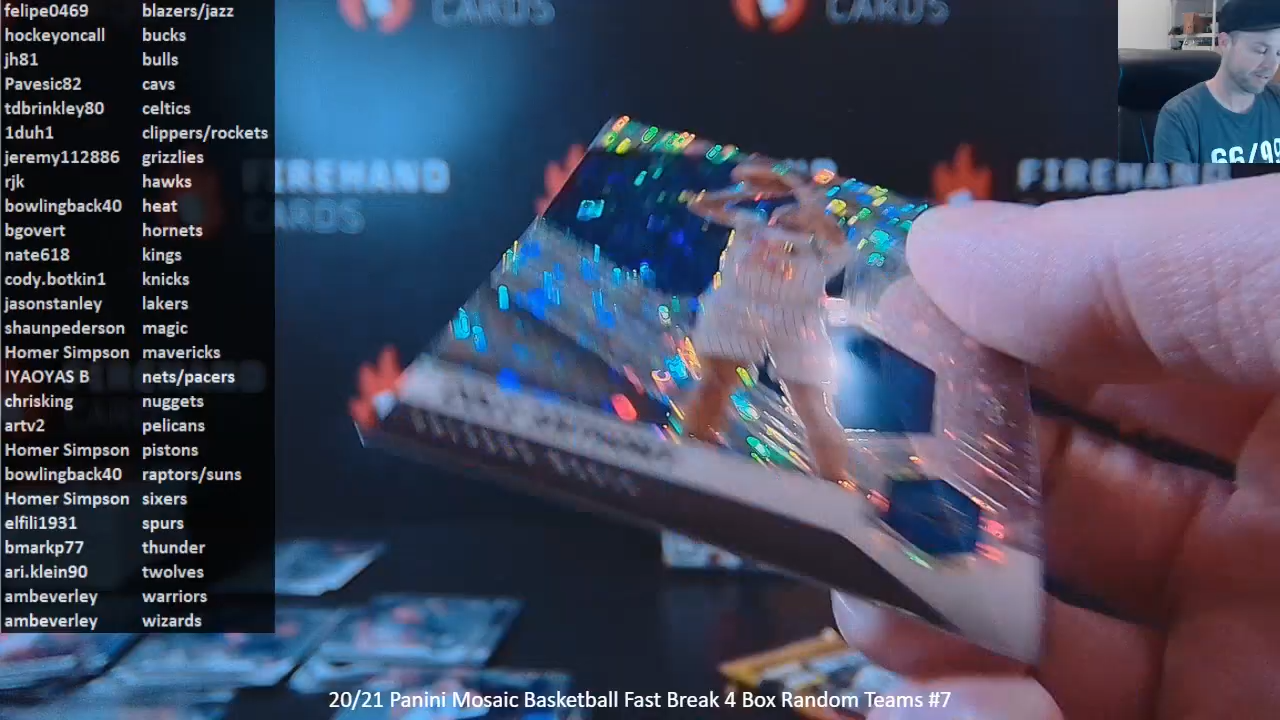 felipe0469 blazers/jazz
hockeyoncall bucks
jh81 bulls
Pavesic82 cavs
tdbrinkley80 celtics
1duh1 clippers/rockets
jeremy112886 grizzlies
rjk hawks
bowlingback40 heat
bgovert hornets
nate618 kings
cody.botkin1 knicks
jasonstanley lakers
shaunpederson magic
Homer Simpson mavericks
IYAOYAS B nets/pacers
chrisking nuggets
artv2 pelicans
Homer Simpson pistons
bowlingback40 raptors/suns
Homer Simpson sixers
elfili1931 spurs
bmarkp77 thunder
ari.klein90 twolves
ambeverley warriors
ambeverley wizards
CARDS
CARDS
FIREHAND
CARDS
FIREHAND
66/99
20/21 Panini Mosaic Basketball Fast Break 4 Box Random Teams #7